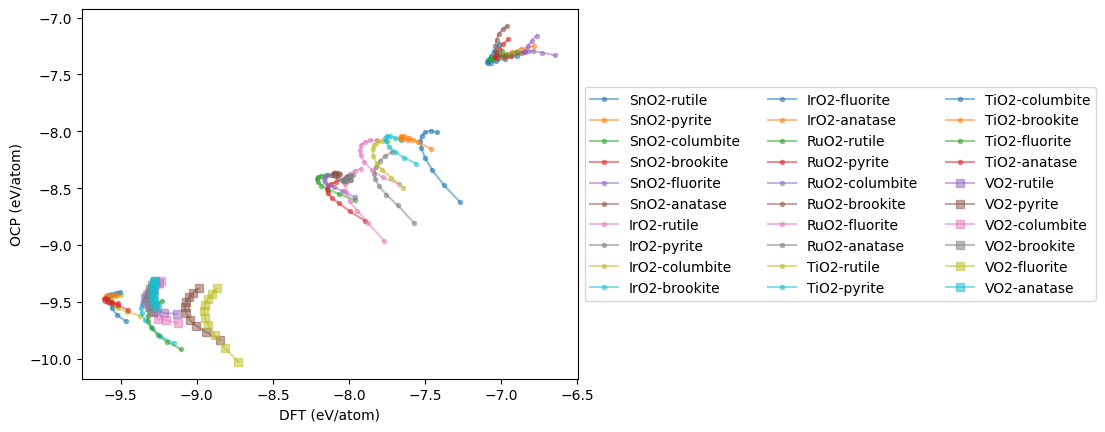 −7.0
−7.5
−8.0
−8.5
−9.0
−9.5
−10.0
OCP (eV/atom)
−9.5 −9.0 −8.5 −8.0 −7.5 −7.0 −6.5
DFT (eV/atom)
SnO2-rutile IrO2-fluorite TiO2-columbite
SnO2-pyrite IrO2-anatase TiO2-brookite
SnO2-columbite RuO2-rutile TiO2-fluorite
SnO2-brookite RuO2-pyrite TiO2-anatase
SnO2-fluorite RuO2-columbite VO2-rutile
SnO2-anatase RuO2-brookite VO2-pyrite
IrO2-rutile RuO2-fluorite VO2-columbite
IrO2-pyrite RuO2-anatase VO2-brookite
IrO2-columbite TiO2-rutile VO2-fluorite
IrO2-brookite TiO2-pyrite VO2-anatase